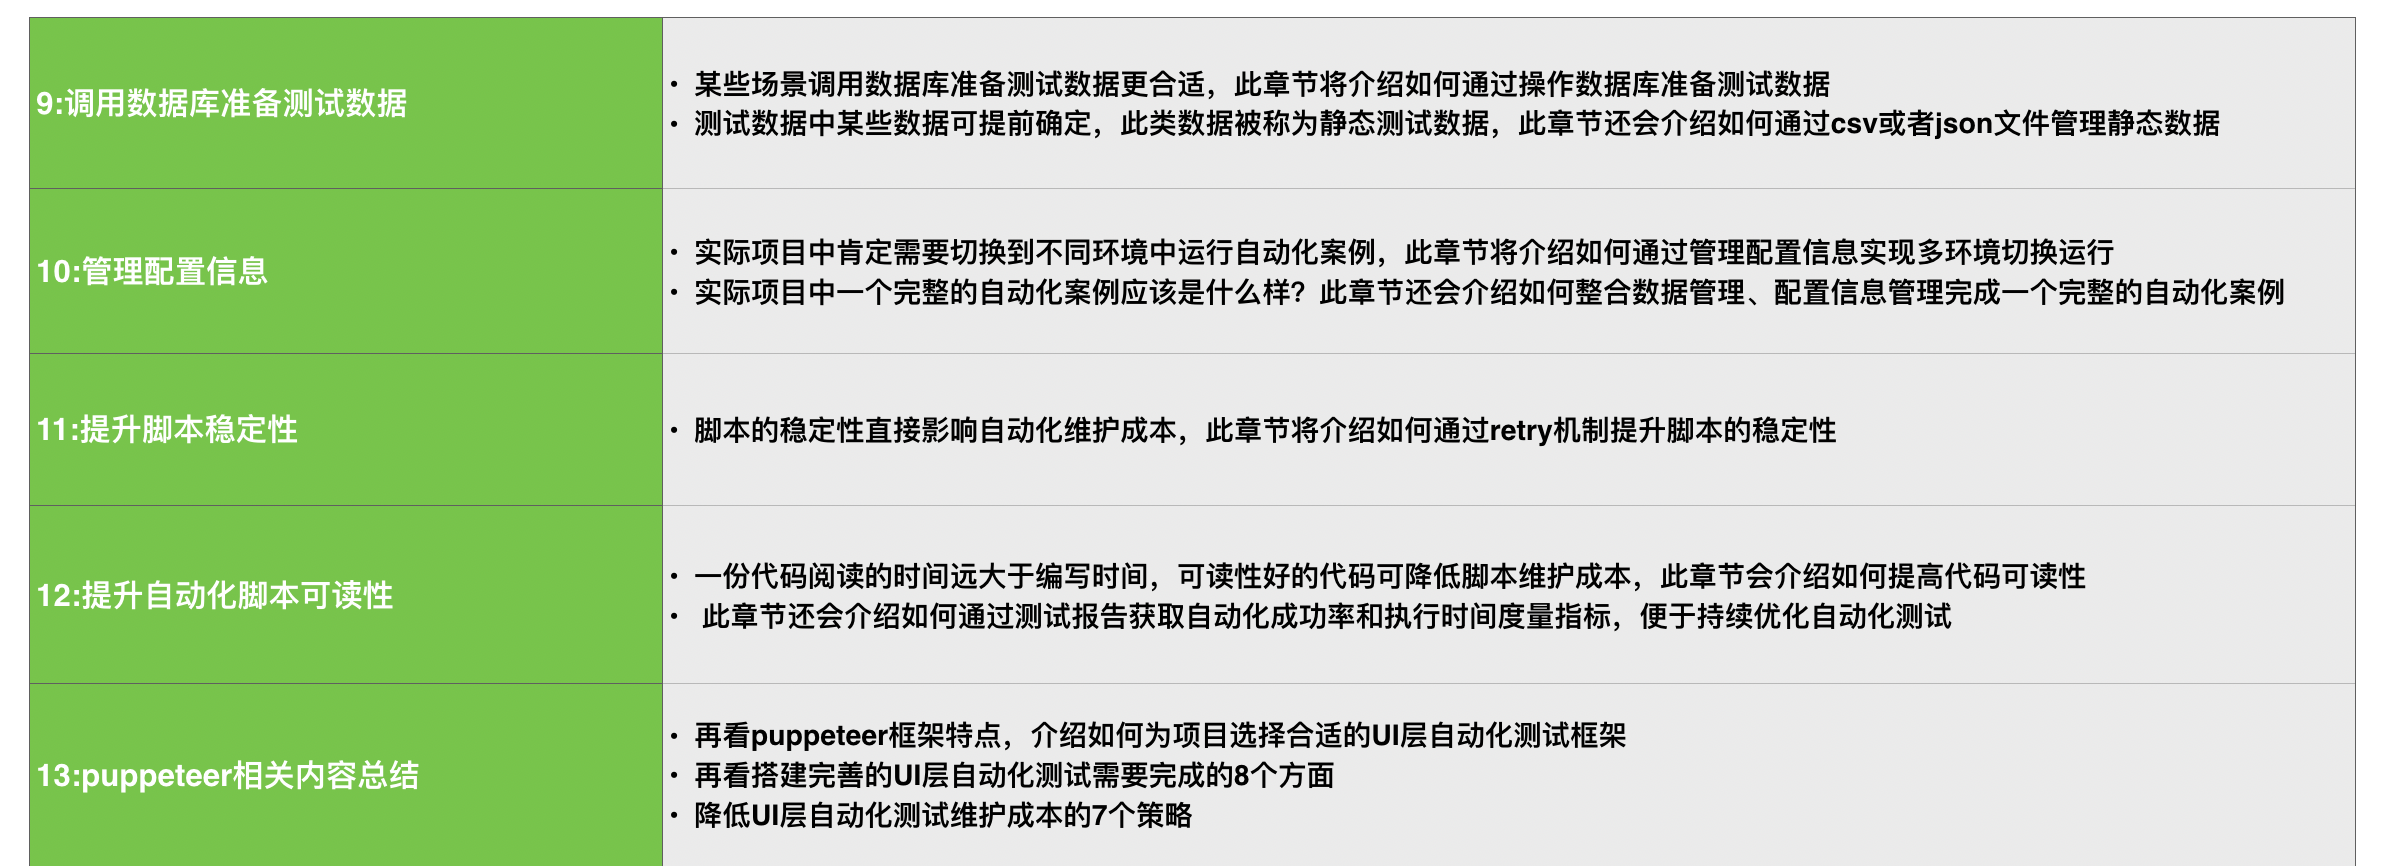 9:调用数据库准备测试数据
• 某些场景调用数据库准备测试数据更合适，此章节将介绍如何通过操作数据库准备测试数据
• 测试数据中某些数据可提前确定，此类数据被称为静态测试数据，此章节还会介绍如何通过csv或者json文件管理静态数据
10:管理配置信息
• 实际项目中肯定需要切换到不同环境中运行自动化案例，此章节将介绍如何通过管理配置信息实现多环境切换运行
• 实际项目中一个完整的自动化案例应该是什么样？此章节还会介绍如何整合数据管理、配置信息管理完成一个完整的自动化案例
11:提升脚本稳定性
• 脚本的稳定性直接影响自动化维护成本，此章节将介绍如何通过retry机制提升脚本的稳定性
12:提升自动化脚本可读性
• 一份代码阅读的时间远大于编写时间，可读性好的代码可降低脚本维护成本，此章节会介绍如何提高代码可读性
• 此章节还会介绍如何通过测试报告获取自动化成功率和执行时间度量指标，便于持续优化自动化测试
13:puppeteer相关内容总结
• 再看puppeteer框架特点，介绍如何为项目选择合适的UI层自动化测试框架
• 再看搭建完善的UI层自动化测试需要完成的8个方面
• 降低UI层自动化测试维护成本的7个策略